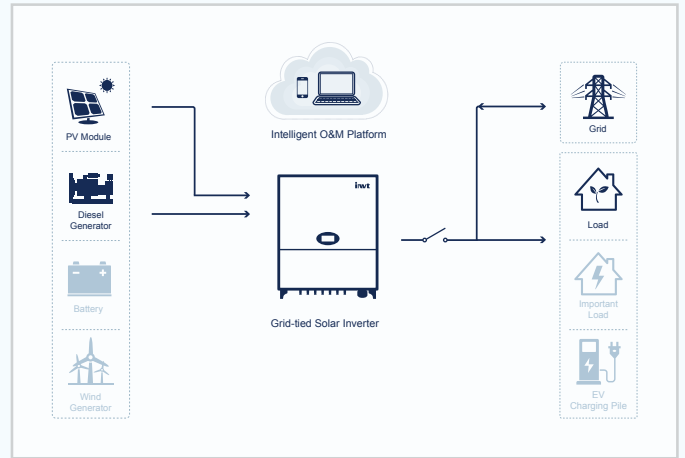 PV Module
Diesel
Generator
Battery
Wind
Generator
Intelligent O&M Platform
invt
Grid-tied Solar Inverter
Grid
Load
Important
Load
EV
Charging Pile